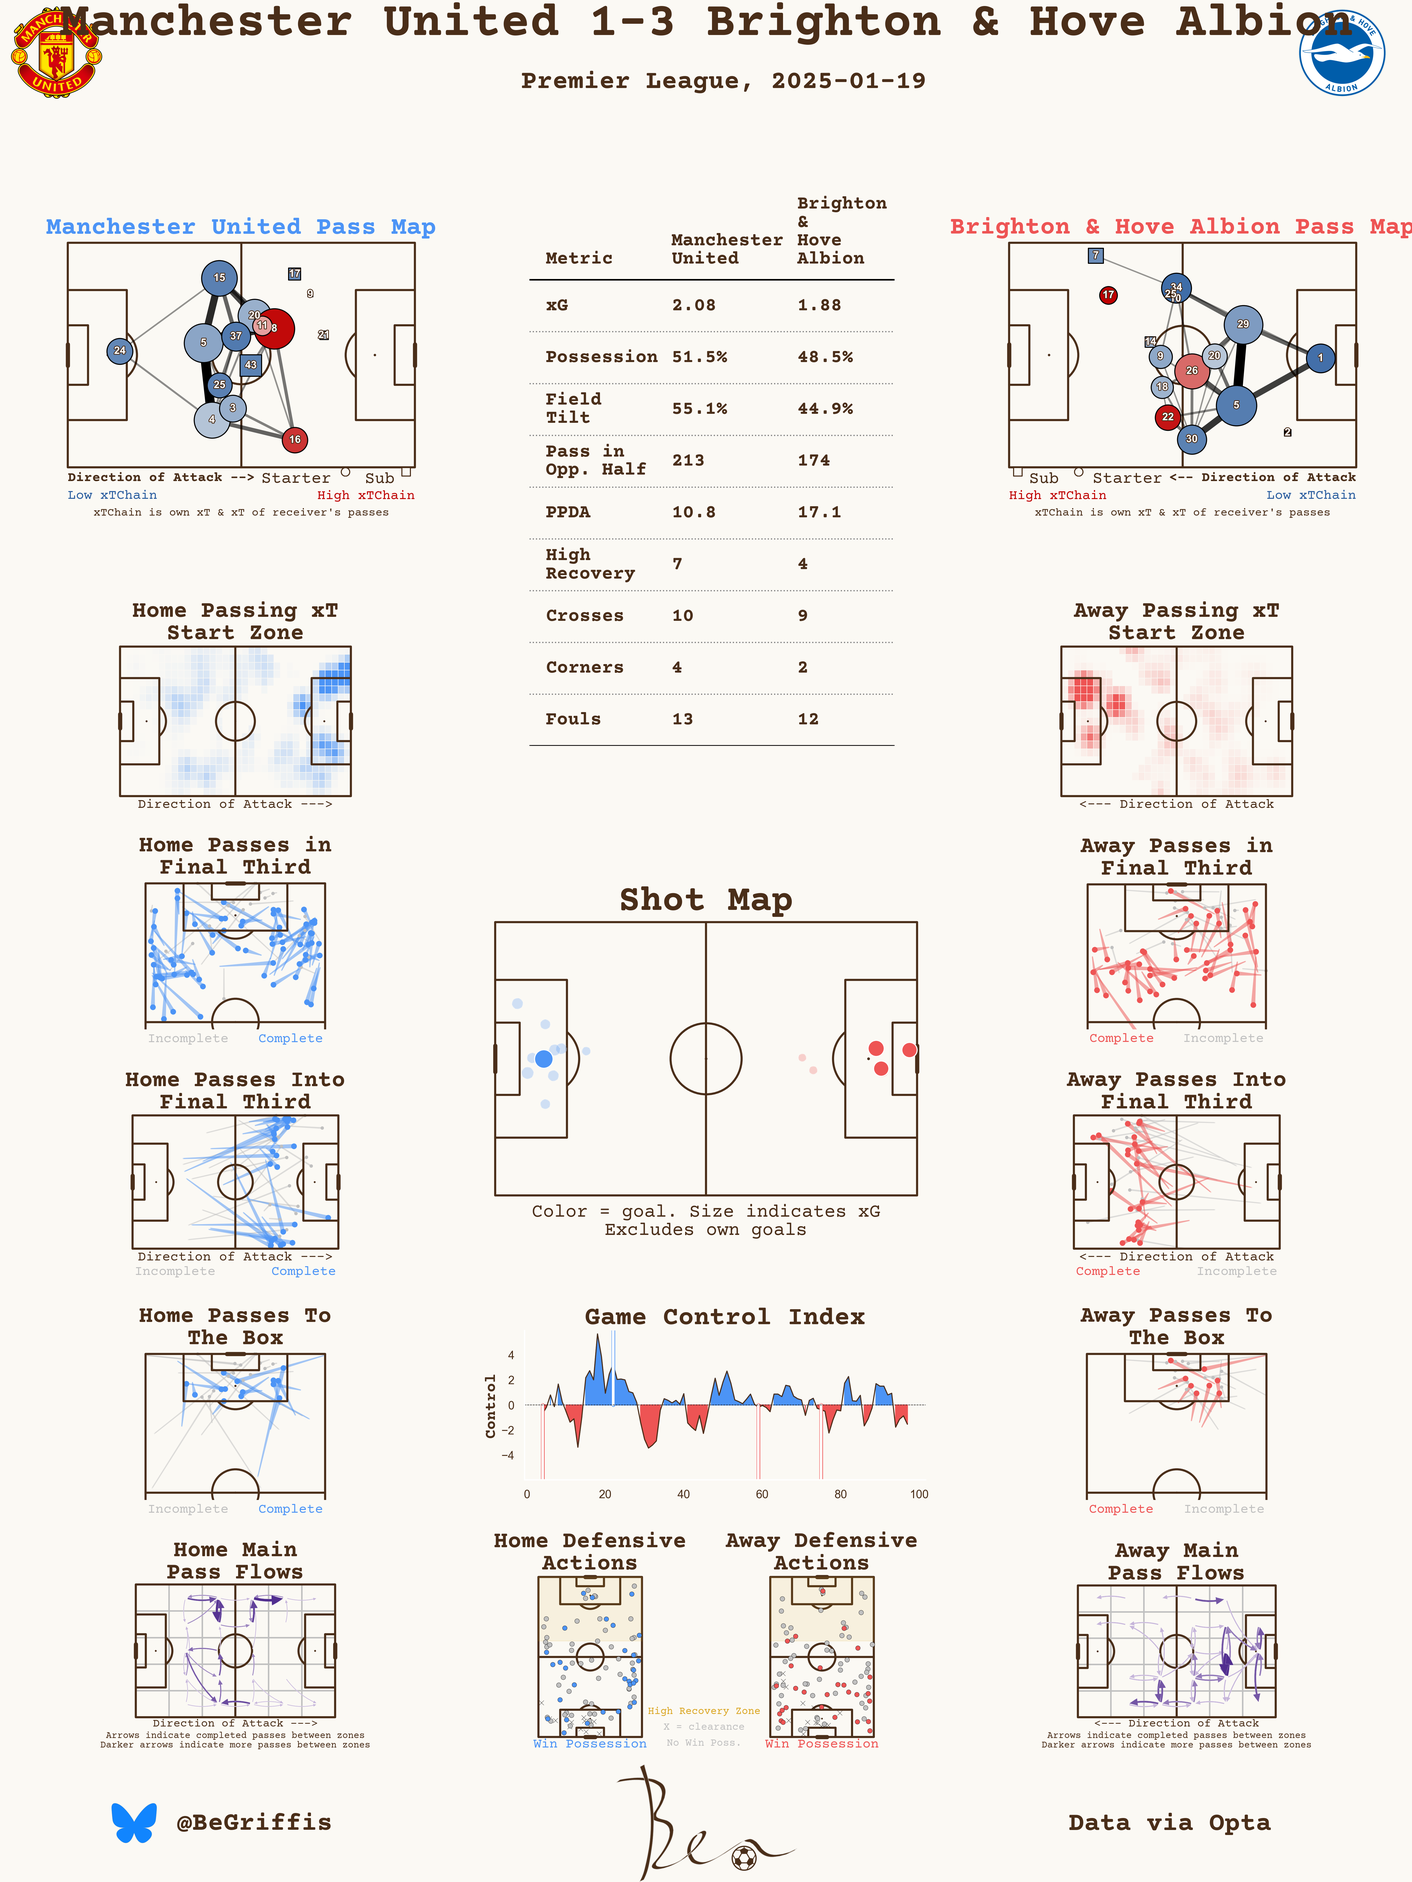 Manchester United 1-3 Brighton & Hove Albion
Premier League, 2025-01-19
MANCHESTER
UNITED
BRIGHTON & HOVE
ALBION
Manchester United Pass Map
15
17
9
20
11
8
21
37
5
24
43
25
3
4
16
Direction of Attack --> Starter Sub
Low xTChain High xTChain
xTChain is own xT & xT of receiver's passes
Metric
Manchester
United
Brighton
&
Hove
Albion
xG 2.08 1.88
Possession 51.5% 48.5%
Field
Tilt 55.1% 44.9%
Pass in
Opp. Half 213 174
PPDA 10.8 17.1
High
Recovery 7 4
Crosses 10 9
Corners 4 2
Fouls 13 12
Brighton & Hove Albion Pass Map
7
34
17
25
10
29
14
9
20
1
26
18
5
22
30
2
Sub Starter <-- Direction of Attack
High xTChain Low xTChain
xTChain is own xT & xT of receiver's passes
Home Passing xT
Start Zone
Direction of Attack --->
Away Passing xT
Start Zone
<--- Direction of Attack
Home Passes in
Final Third
Incomplete Complete
Away Passes in
Final Third
Complete Incomplete
Shot Map
Color = goal. Size indicates xG
Excludes own goals
Home Passes Into
Final Third
Direction of Attack --->
Incomplete Complete
Away Passes Into
Final Third
<--- Direction of Attack
Complete Incomplete
Home Passes To
The Box
Incomplete Complete
Game Control Index
Control
4
2
0
−2
−4
0 20 40 60 80 100
Away Passes To
The Box
Complete Incomplete
Home Main
Pass Flows
Direction of Attack --->
Arrows indicate completed passes between zones
Darker arrows indicate more passes between zones
Home Defensive
Actions
Win Possession
High Recovery Zone
X = clearance
No Win Poss.
Away Defensive
Actions
Win Possession
Away Main
Pass Flows
<--- Direction of Attack
Arrows indicate completed passes between zones
Darker arrows indicate more passes between zones
@BeGriffis
Ben
Data via Opta